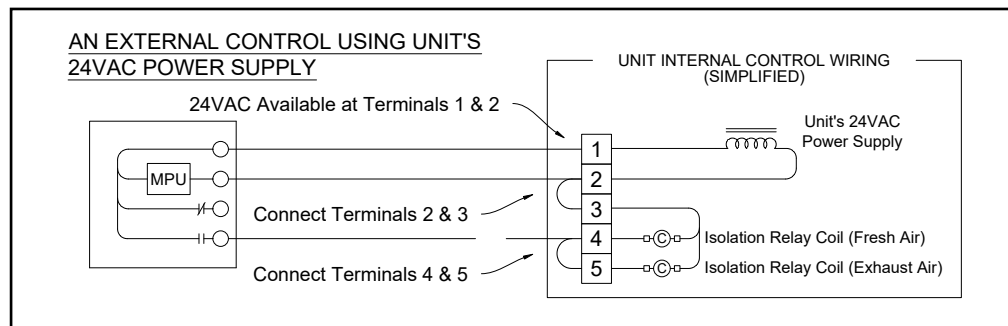 AN EXTERNAL CONTROL USING UNIT'S
24VAC POWER SUPPLY
24VAC Available at Terminals 1 & 2
MPU
Connect Terminals 2 & 3
Connect Terminals 4 & 5
UNIT INTERNAL CONTROL WIRING
(SIMPLIFIED)
Unit's 24VAC
Power Supply
1
2
3
4
5
C
Isolation Relay Coil (Fresh Air)
C
Isolation Relay Coil (Exhaust Air)